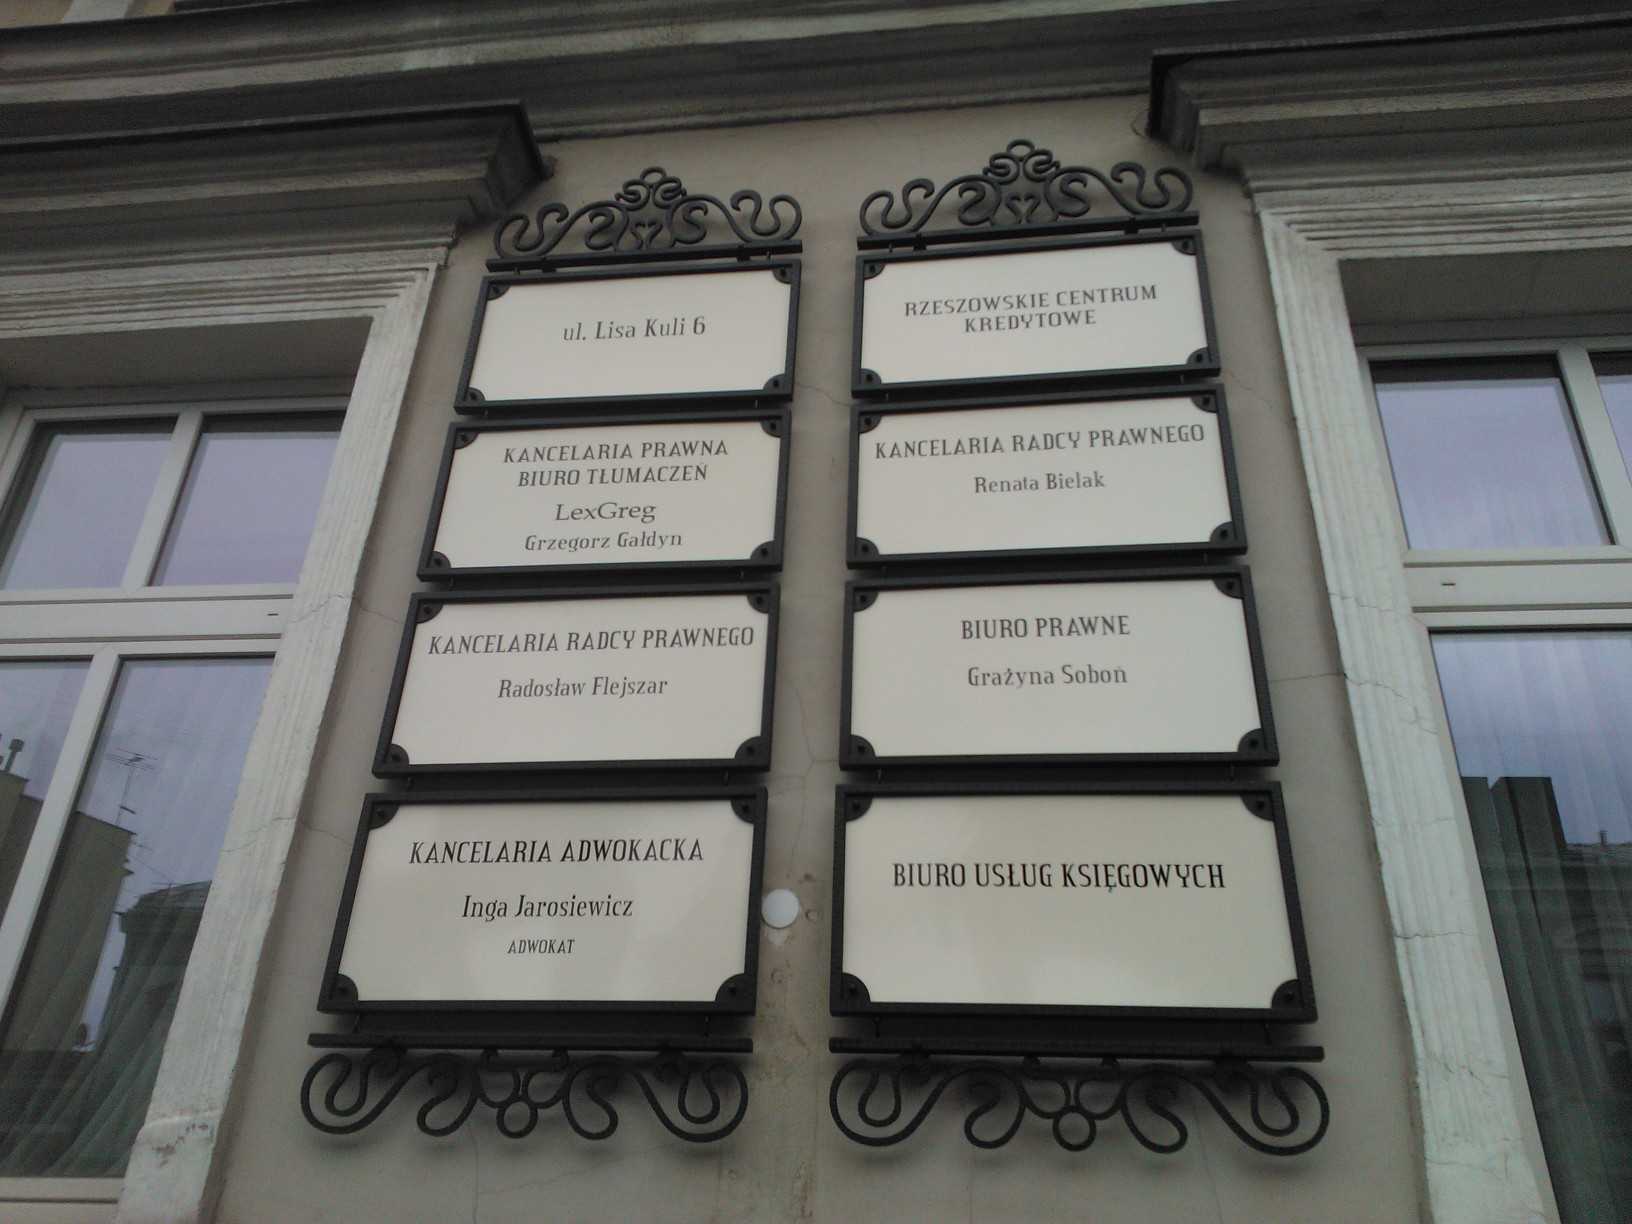 ul. Lisa Kuli 6
KANCELARIA PRAWNA
BIURO TŁUMACZEŃ
LexGreg
Grzegorz Gałdyn
KANCELARIA RADCY PRAWNEGO
Radosław Flejszar
KANCELARIA ADWOKACKA
Inga Jarosiewicz
ADWOKAT
RZESZOWSKIE CENTRUM
KREDYTOWE
KANCELARIA RADCY PRAWNEGO
Renata Bielak
BIURO PRAWNE
Grażyna Soboń
BIURO USŁUG KSIĘGOWYCH